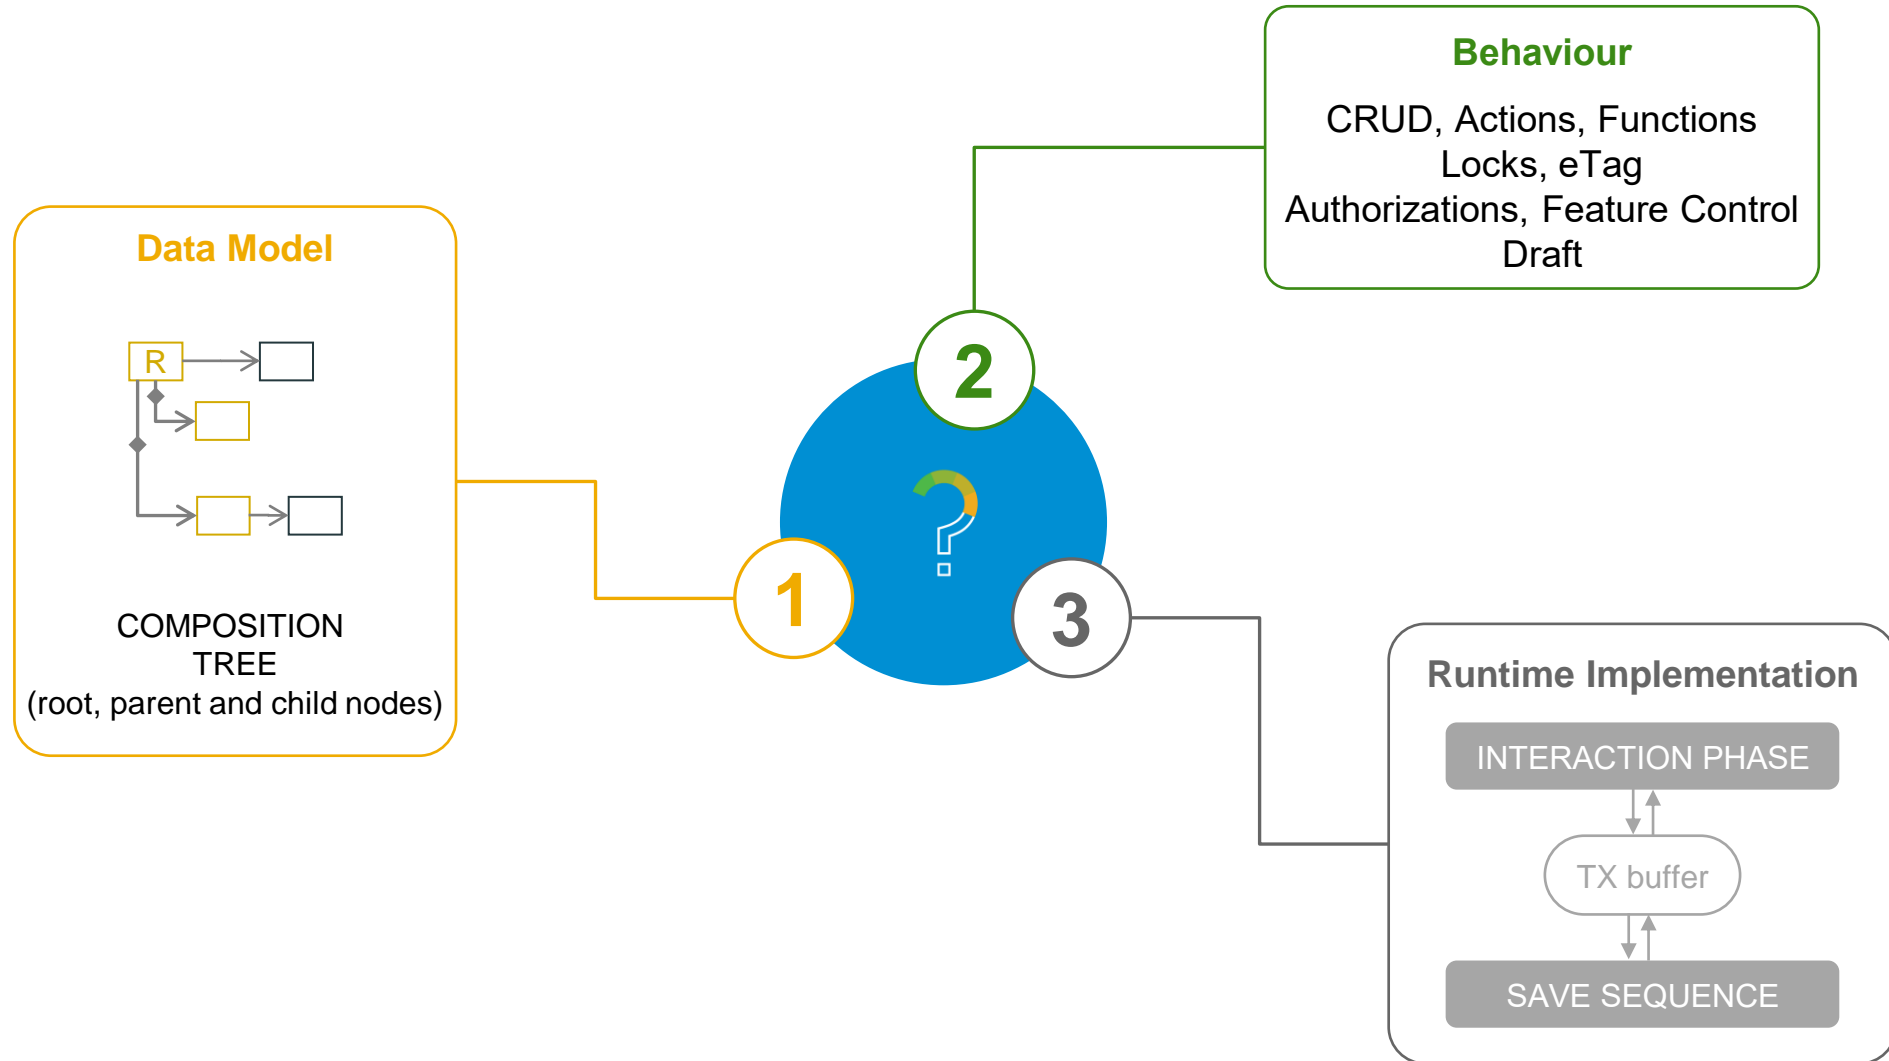 Data Model
R
COMPOSITION
TREE
(root, parent and child nodes)
1
2
?
3
Behaviour
CRUD, Actions, Functions
Locks, eTag
Authorizations, Feature Control
Draft
Runtime Implementation
INTERACTION PHASE
TX buffer
SAVE SEQUENCE